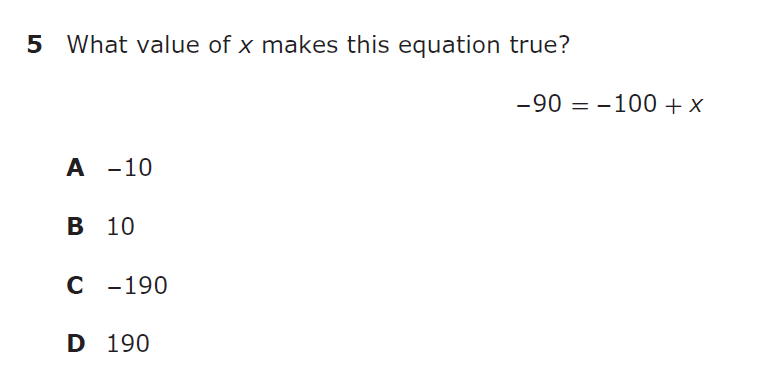 5 What value of x makes this equation true?
–90 = –100 + x
A –10
B 10
C –190
D 190